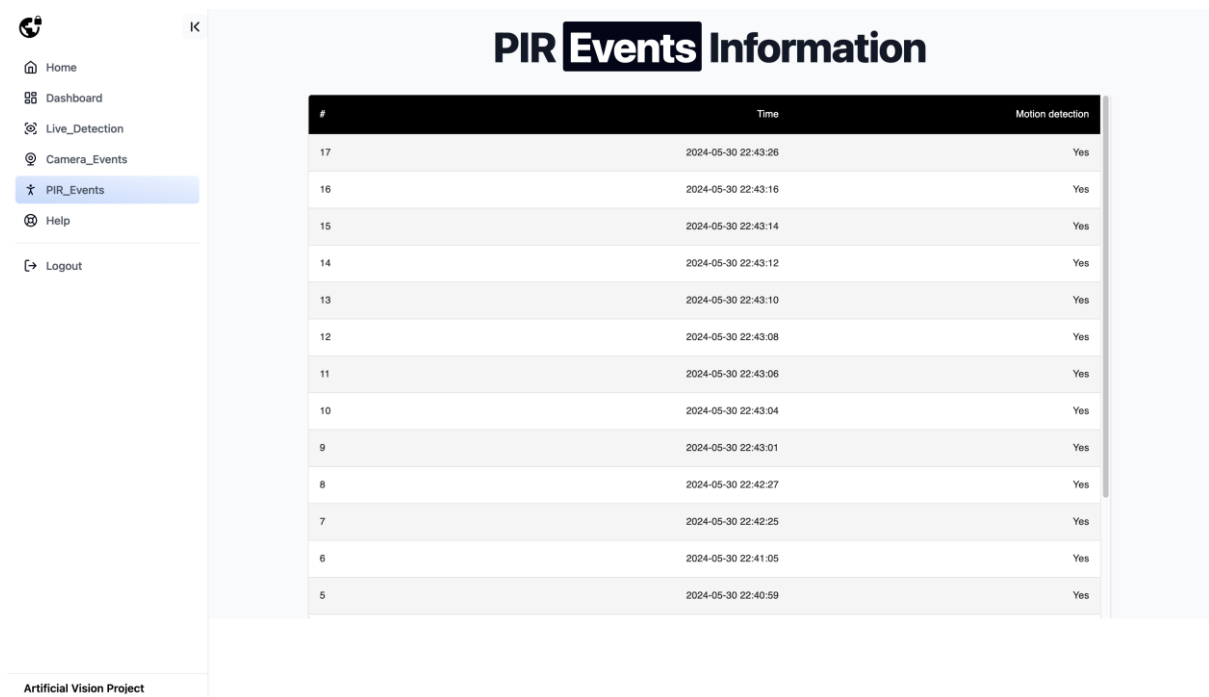 Home
Dashboard
Live_Detection
Camera_Events
PIR_Events
Help
Logout
Artificial Vision Project
PIR Events Information
# Time Motion detection
17 2024-05-30 22:43:26 Yes
16 2024-05-30 22:43:16 Yes
15 2024-05-30 22:43:14 Yes
14 2024-05-30 22:43:12 Yes
13 2024-05-30 22:43:10 Yes
12 2024-05-30 22:43:08 Yes
11 2024-05-30 22:43:06 Yes
10 2024-05-30 22:43:04 Yes
9 2024-05-30 22:43:01 Yes
8 2024-05-30 22:42:27 Yes
7 2024-05-30 22:42:25 Yes
6 2024-05-30 22:41:05 Yes
5 2024-05-30 22:40:59 Yes